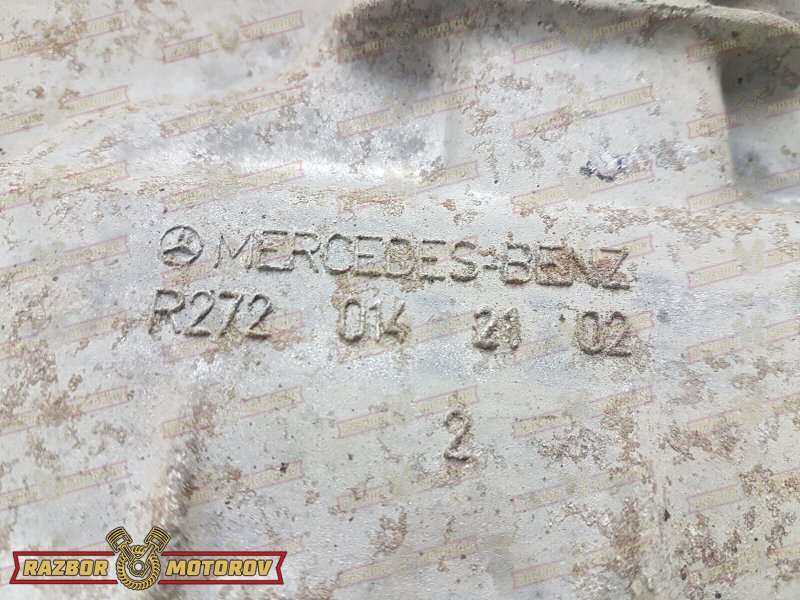 MERCEDES-BENZ
R272 014 21 02
2
RAZBOR MOTOROV